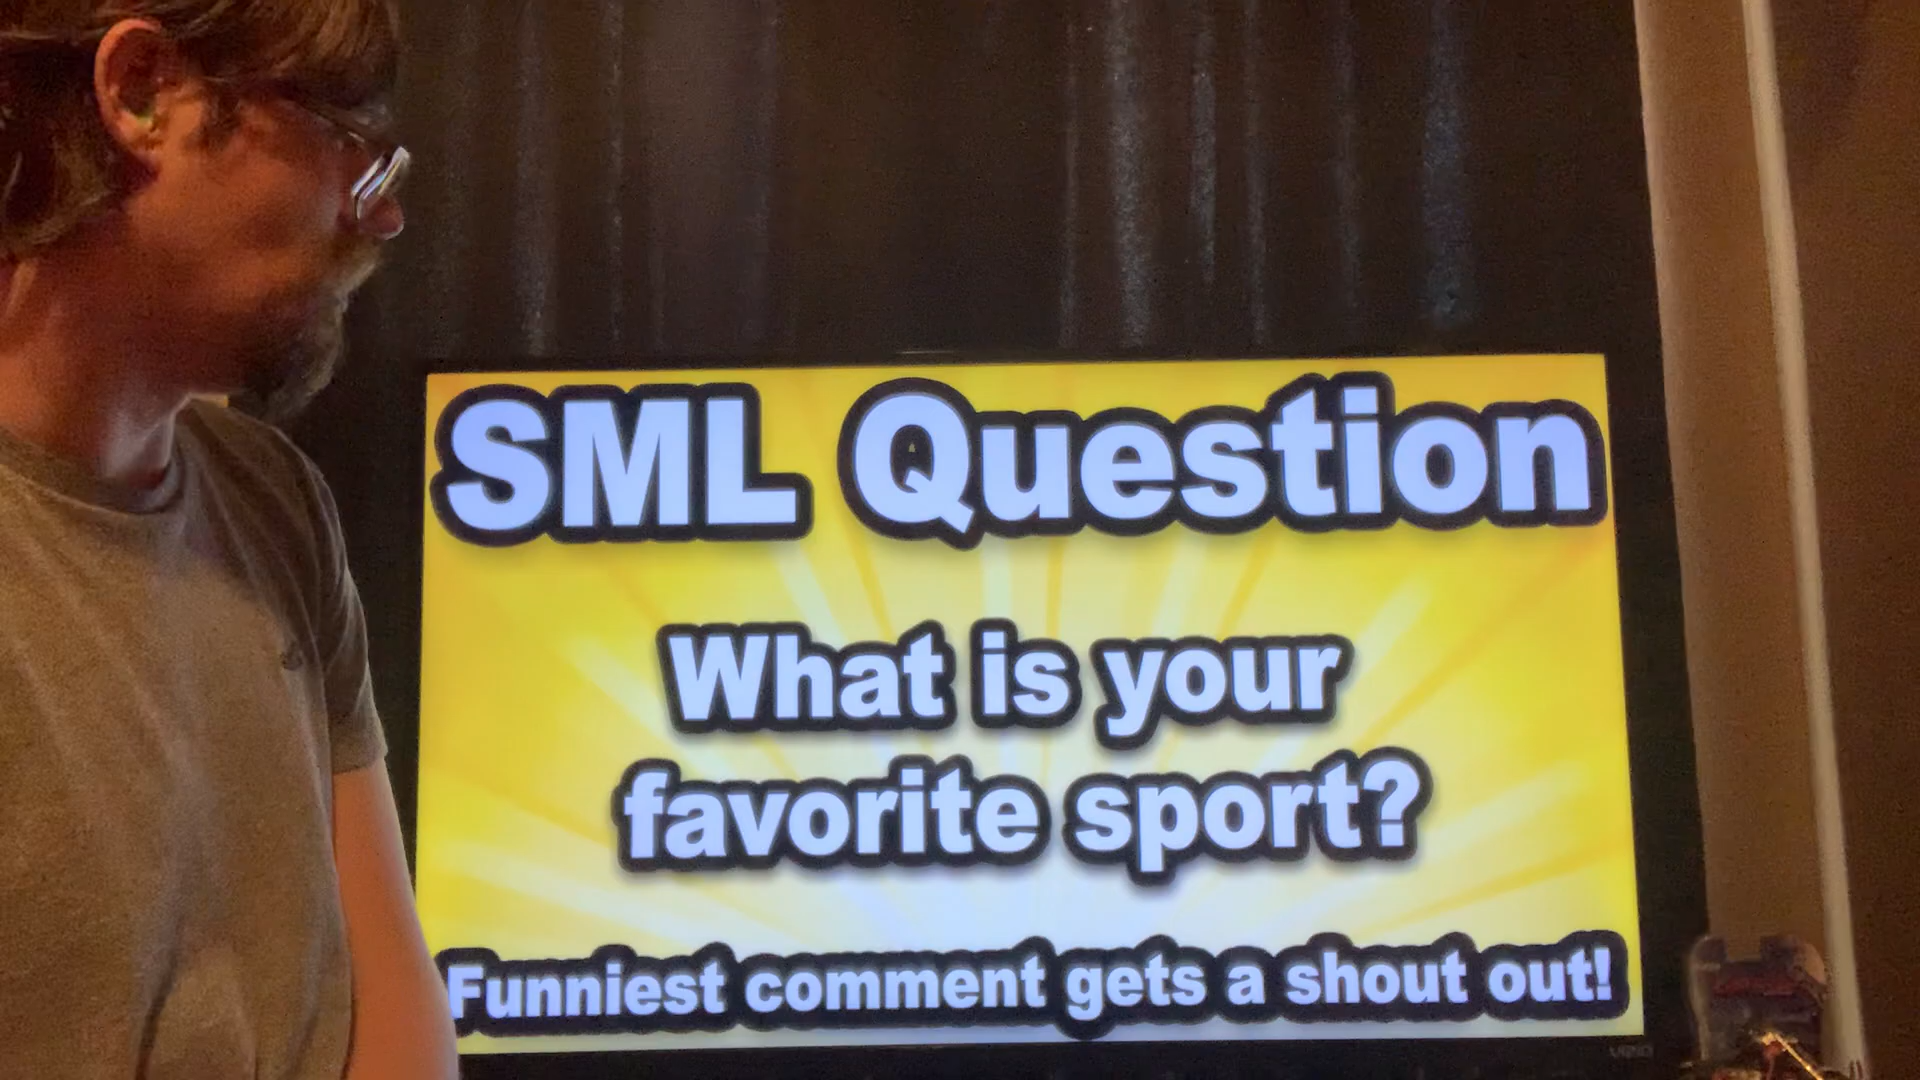 SML Question
What is your
favorite sport?
Funniest comment gets a shout out!